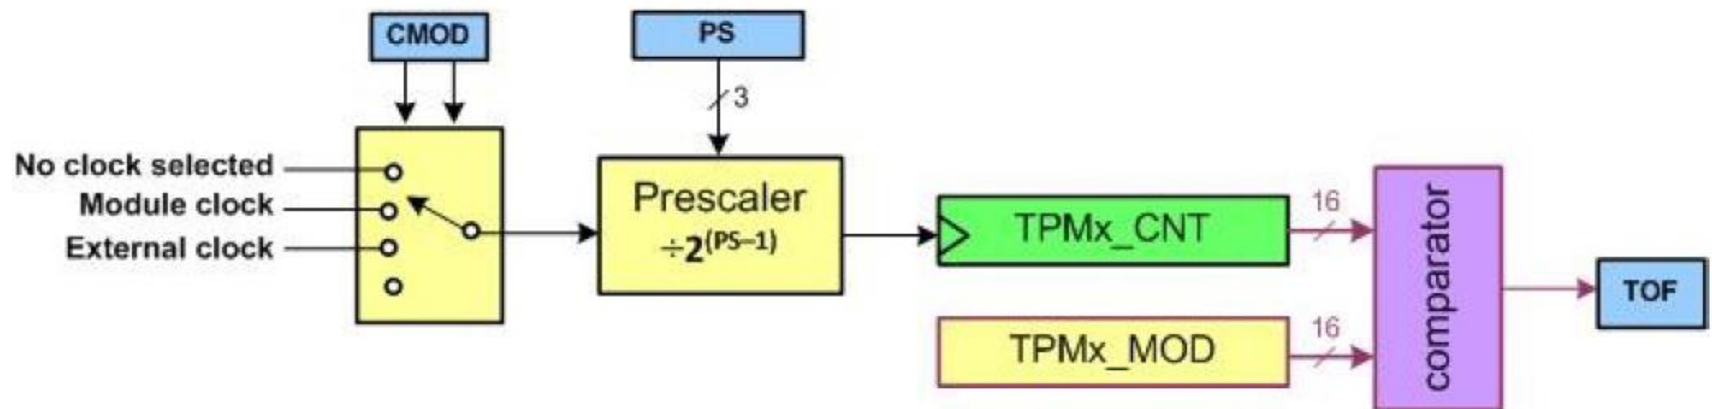 CMOD
PS
3
No clock selected
Module clock
External clock
Prescaler
÷2(PS–1)
TPMx_CNT
16
TPMx_MOD
16
comparator
TOF